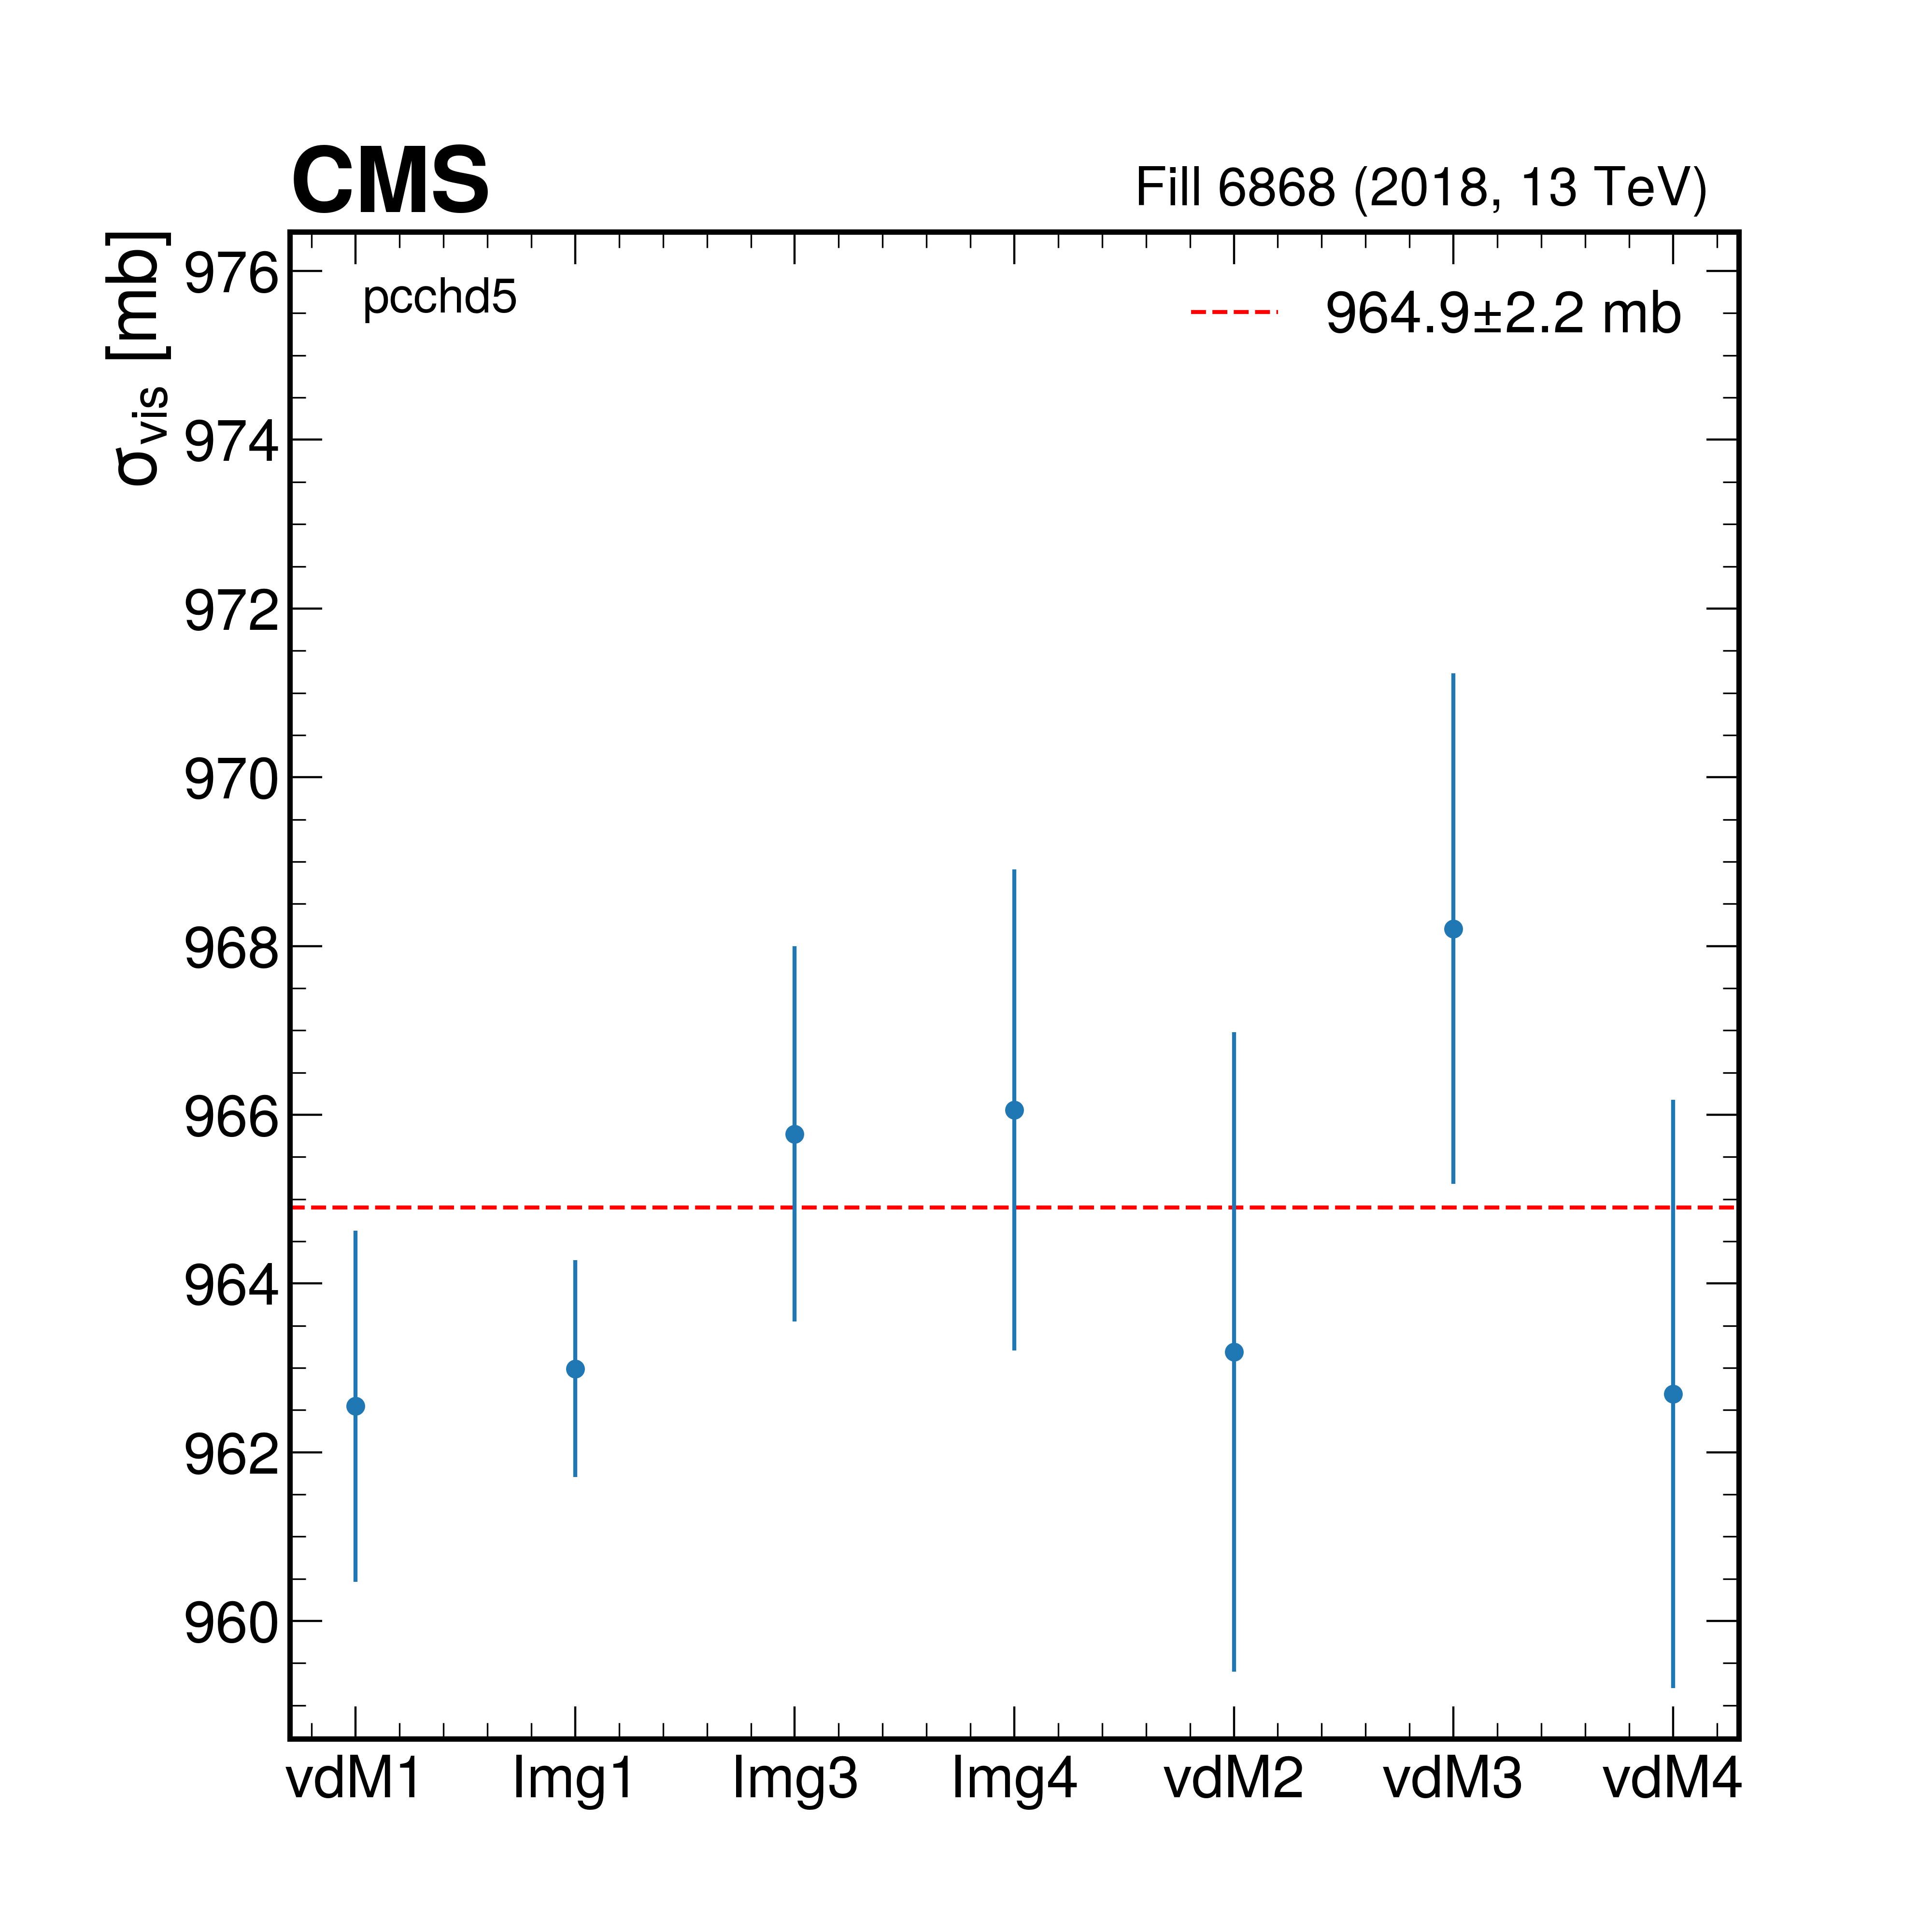 CMS
Fill 6868 (2018, 13 TeV)
σvis [mb]
pcchd5
964.9±2.2 mb
976
974
972
970
968
966
964
962
960
vdM1 Img1 Img3 Img4 vdM2 vdM3 vdM4